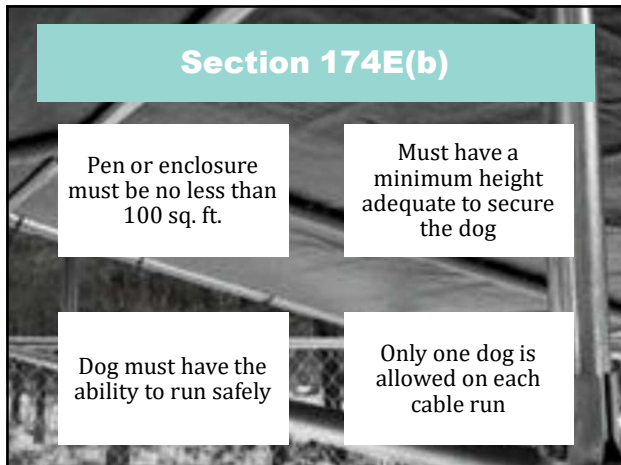 Section 174E(b)
Pen or enclosure
must be no less than
100 sq. ft.
Must have a
minimum height
adequate to secure
the dog
Dog must have the
ability to run safely
Only one dog is
allowed on each
cable run